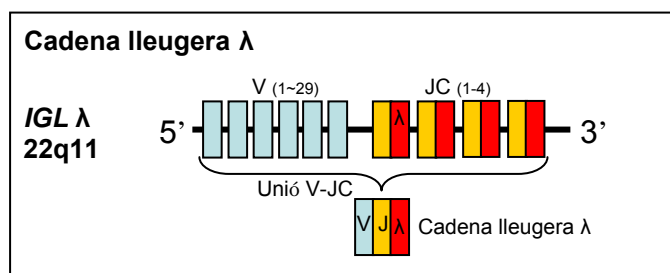 Cadena lleugera λ
V (1~29)
JC (1-4)
IGL λ
22q11
5’
λ
3’
Unió V-JC
V J λ
Cadena lleugera λ